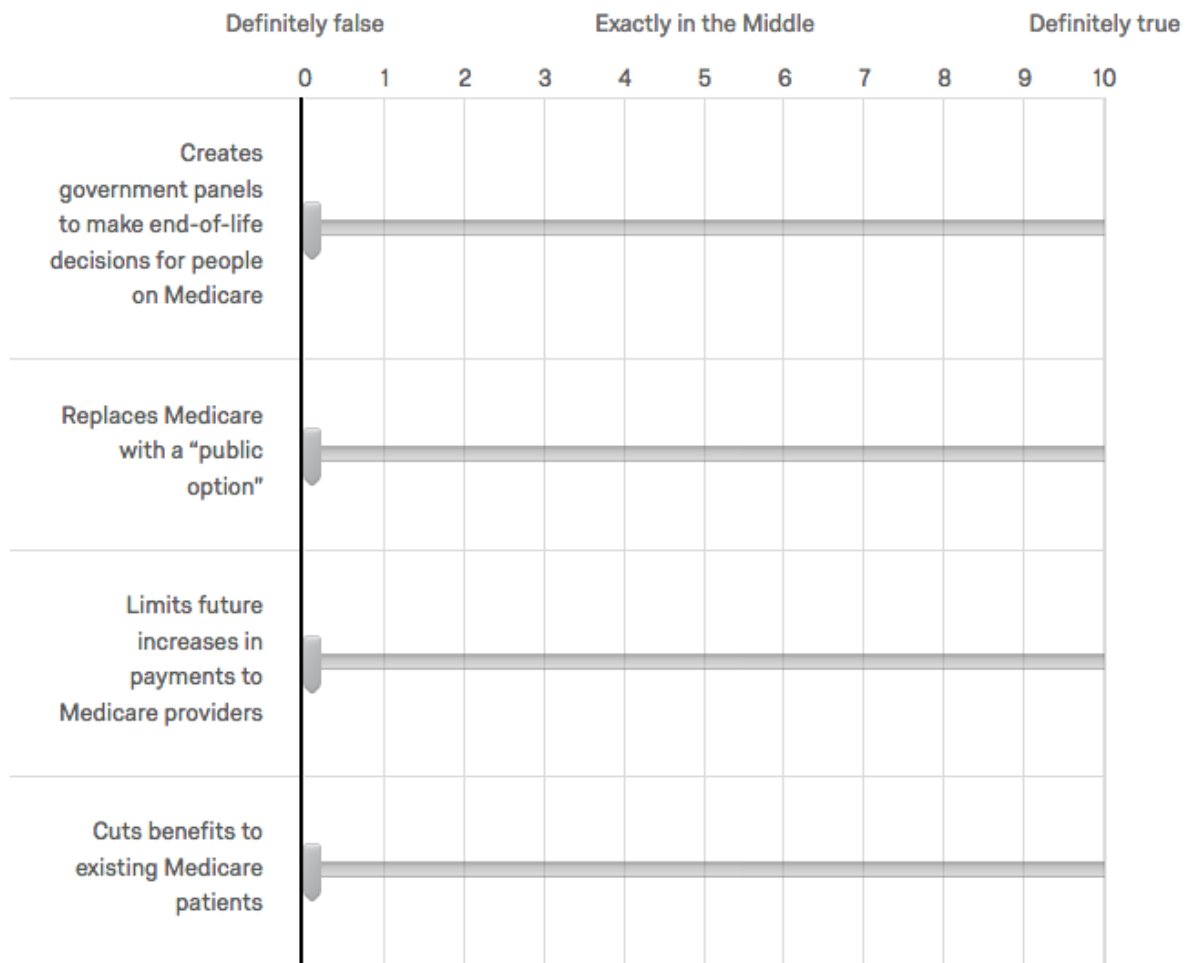 Definitely false Exactly in the Middle Definitely true
0 1 2 3 4 5 6 7 8 9 10
Creates
government panels
to make end-of-life
decisions for people
on Medicare
Replaces Medicare
with a “public
option”
Limits future
increases in
payments to
Medicare providers
Cuts benefits to
existing Medicare
patients